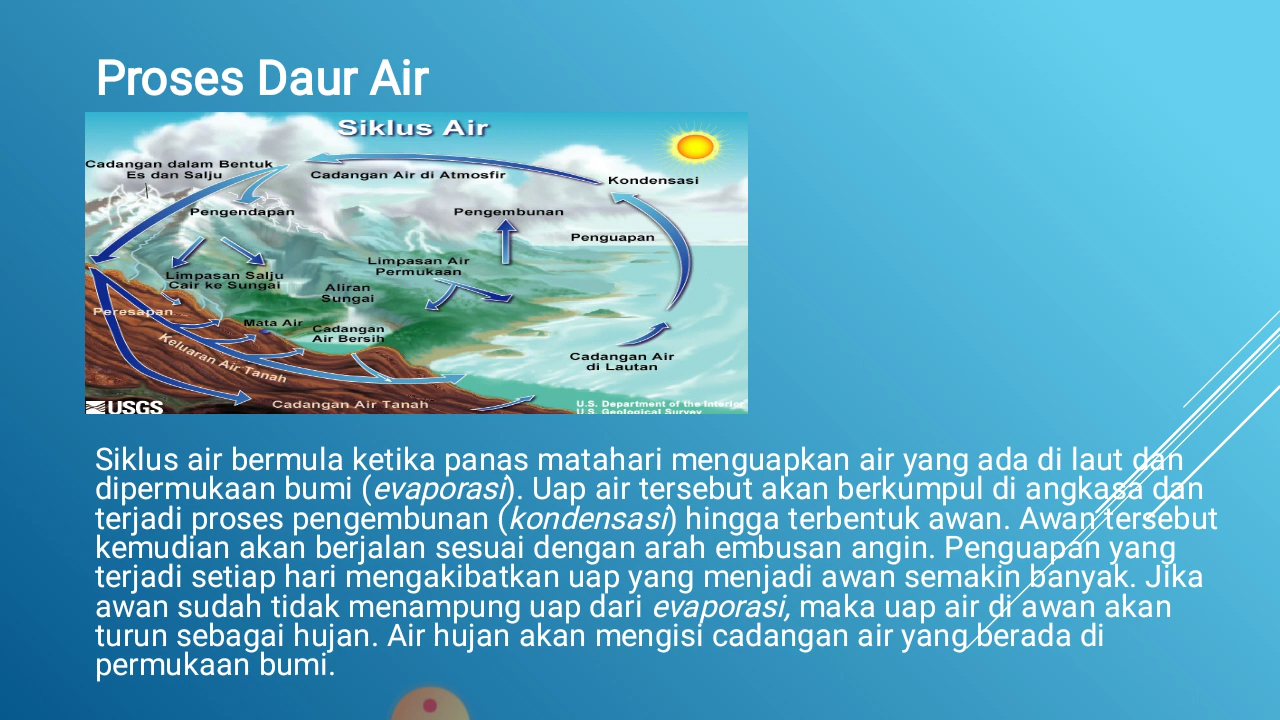 Proses Daur Air
Siklus Air
Cadangan dalam Bentuk
Es dan Salju
Cadangan Air di Atmosfir
Kondensasi
Pengendapan
Pengembunan
Penguapan
Limpasan Air
Permukaan
Limpasan Salju
Cair ke Sungai
Aliran
Sungai
Peresapan
Mata Air
Cadangan
Air Bersih
Keluaran Air Tanah
Cadangan Air
di Lautan
Cadangan Air Tanah
USGS
U.S. Department of the Interior
U.S. Geological Survey
Siklus air bermula ketika panas matahari menguapkan air yang ada di laut dan
dipermukaan bumi (evaporasi). Uap air tersebut akan berkumpul di angkasa dan
terjadi proses pengembunan (kondensasi) hingga terbentuk awan. Awan tersebut
kemudian akan berjalan sesuai dengan arah embusan angin. Penguapan yang
terjadi setiap hari mengakibatkan uap yang menjadi awan semakin banyak. Jika
awan sudah tidak menampung uap dari evaporasi, maka uap air di awan akan
turun sebagai hujan. Air hujan akan mengisi cadangan air yang berada di
permukaan bumi.